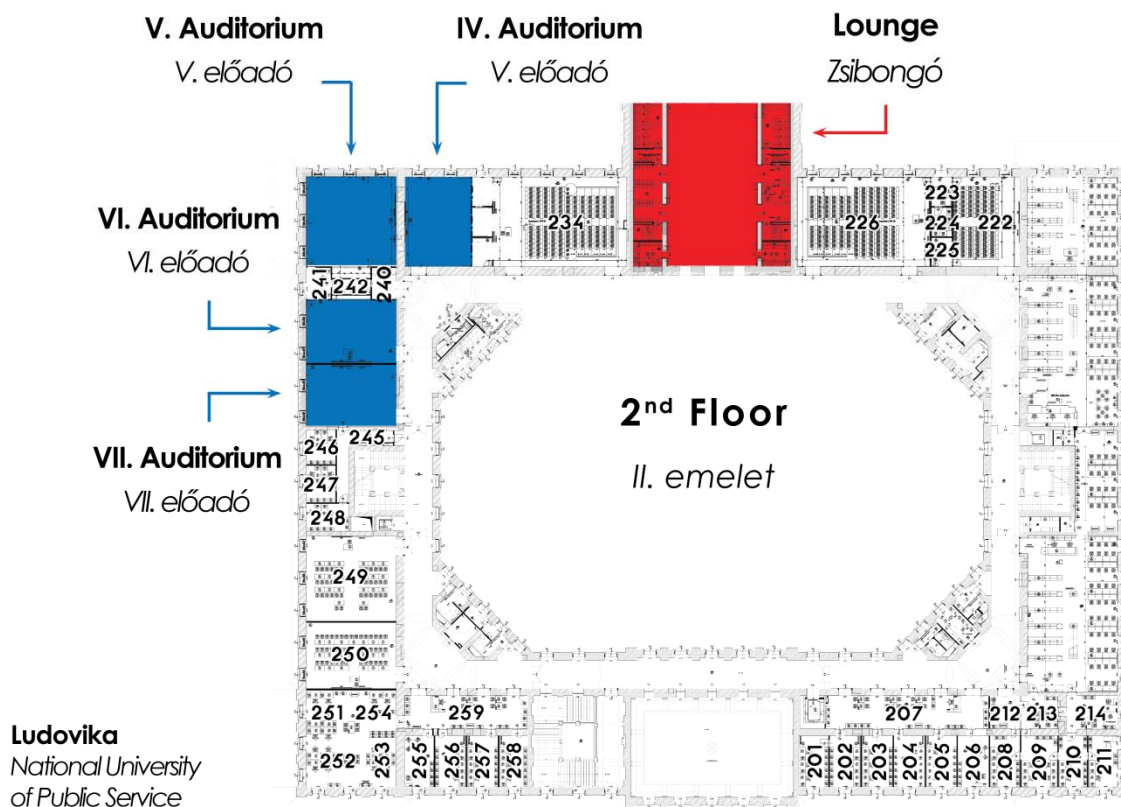 V. Auditorium
V. előadó
IV. Auditorium
V. előadó
Lounge
Zsibongó
VI. Auditorium
VI. előadó
VII. Auditorium
VII. előadó
234
226
223
224
225
222
241
242
240
245
246
247
248
249
250
251
254
252
253
259
255
256
257
258
2nd Floor
II. emelet
207
212
213
214
201
202
203
204
205
206
208
209
210
211
Ludovika
National University
of Public Service